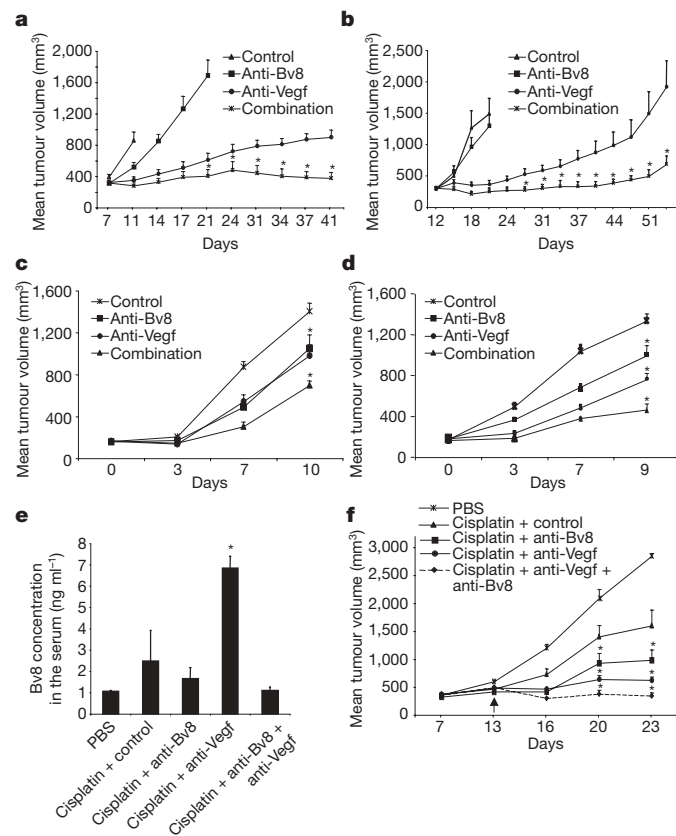 a
Mean tumour volume (mm³)
2,000
1,600
1,200
800
400
0
Control
Anti-Bv8
Anti-Vegf
Combination
* * * * * *
7 11 14 17 21 24 31 34 37 41
Days
b
Mean tumour volume (mm³)
2,500
2,000
1,500
1,000
500
0
Control
Anti-Bv8
Anti-Vegf
Combination
* * * * * * * * *
12 18 24 31 37 44 51
Days
c
Mean tumour volume (mm³)
1,600
1,200
800
400
0
Control
Anti-Bv8
Anti-Vegf
Combination
*
*
0 3 7 10
Days
d
Mean tumour volume (mm³)
1,600
1,200
800
400
0
Control
Anti-Bv8
Anti-Vegf
Combination
*
*
*
0 3 7 9
Days
e
Bv8 concentration
in the serum (ng ml⁻¹)
8
7
6
5
4
3
2
1
0
*
PBS
Cisplatin + control
Cisplatin + anti-Bv8
Cisplatin + anti-Vegf
Cisplatin + anti-Bv8 +
anti-Vegf
f
Mean tumour volume (mm³)
3,000
2,500
2,000
1,500
1,000
500
0
PBS
Cisplatin + control
Cisplatin + anti-Bv8
Cisplatin + anti-Vegf
Cisplatin + anti-Vegf +
anti-Bv8
* *
* *
* *
7 13 16 20 23
Days